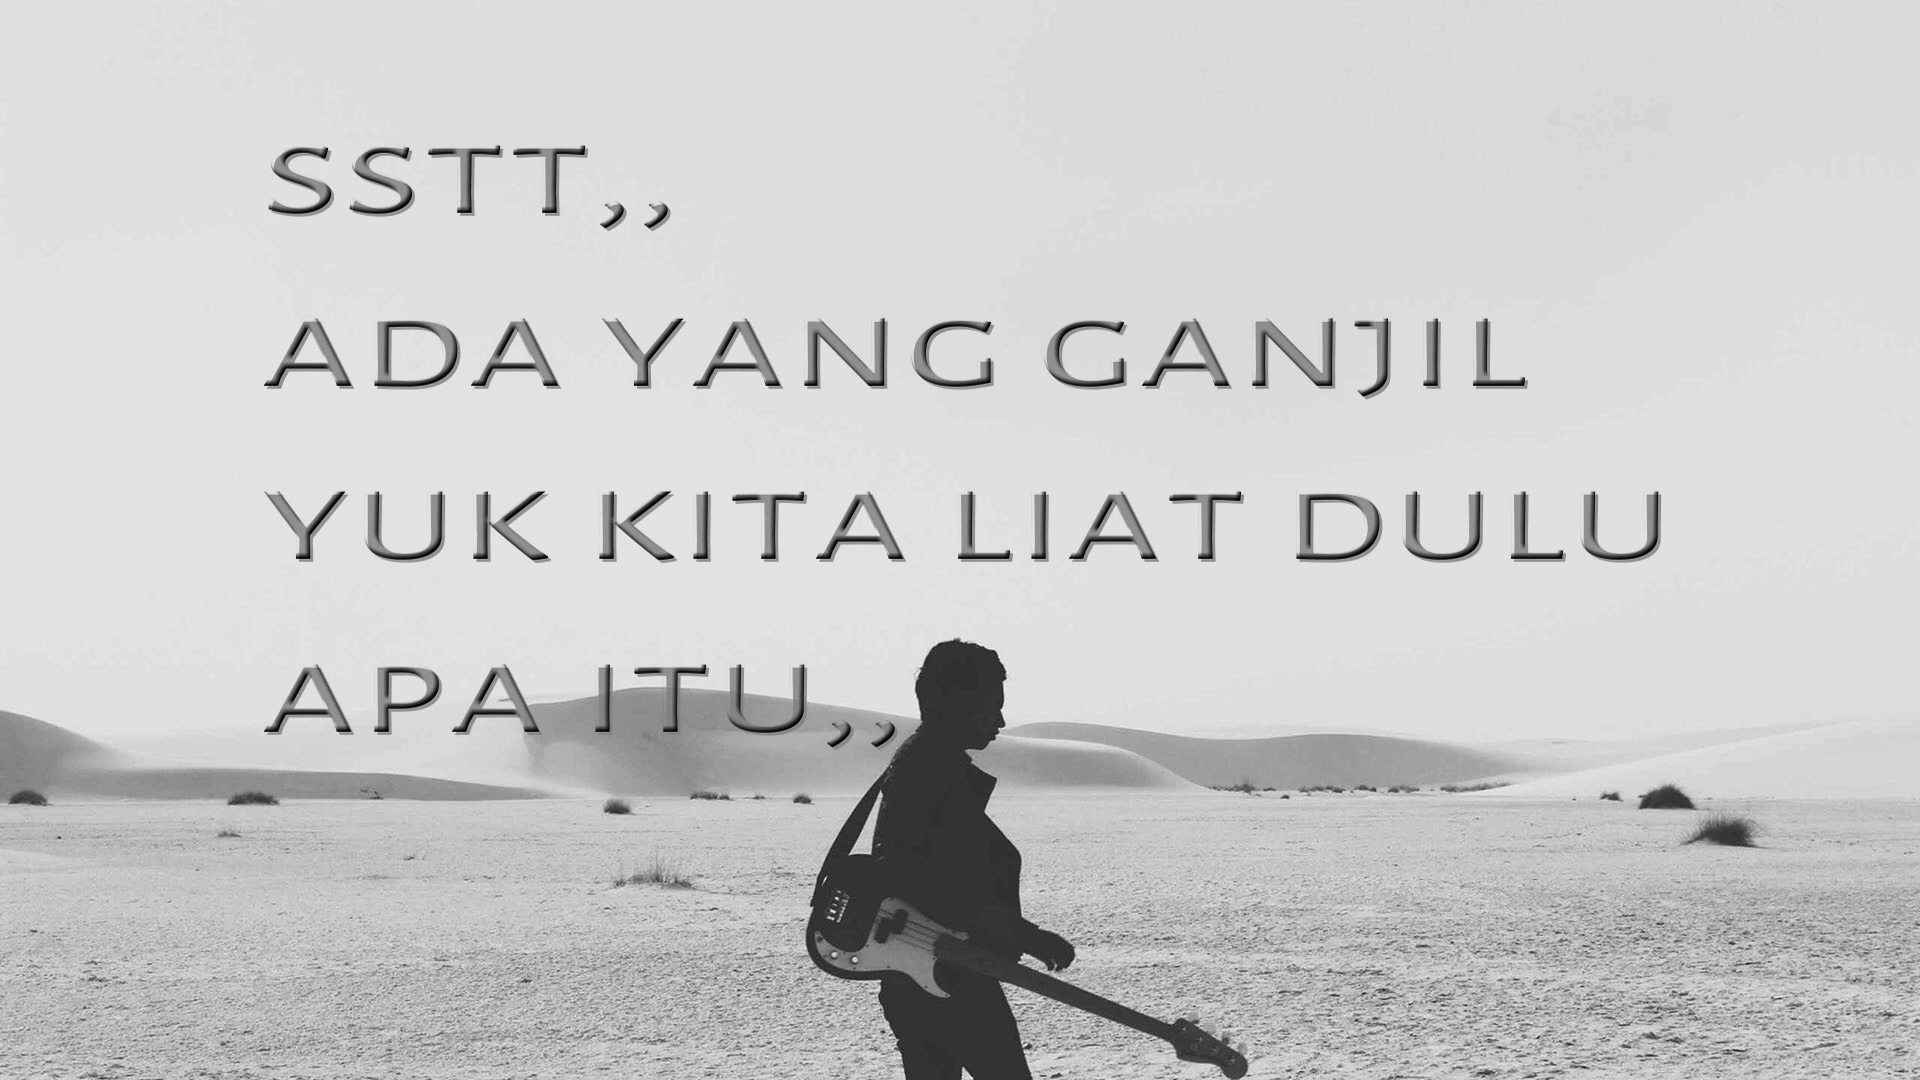 SSTT,,
ADA YANG GANJIL
YUK KITA LIAT DULU
APA ITU,,